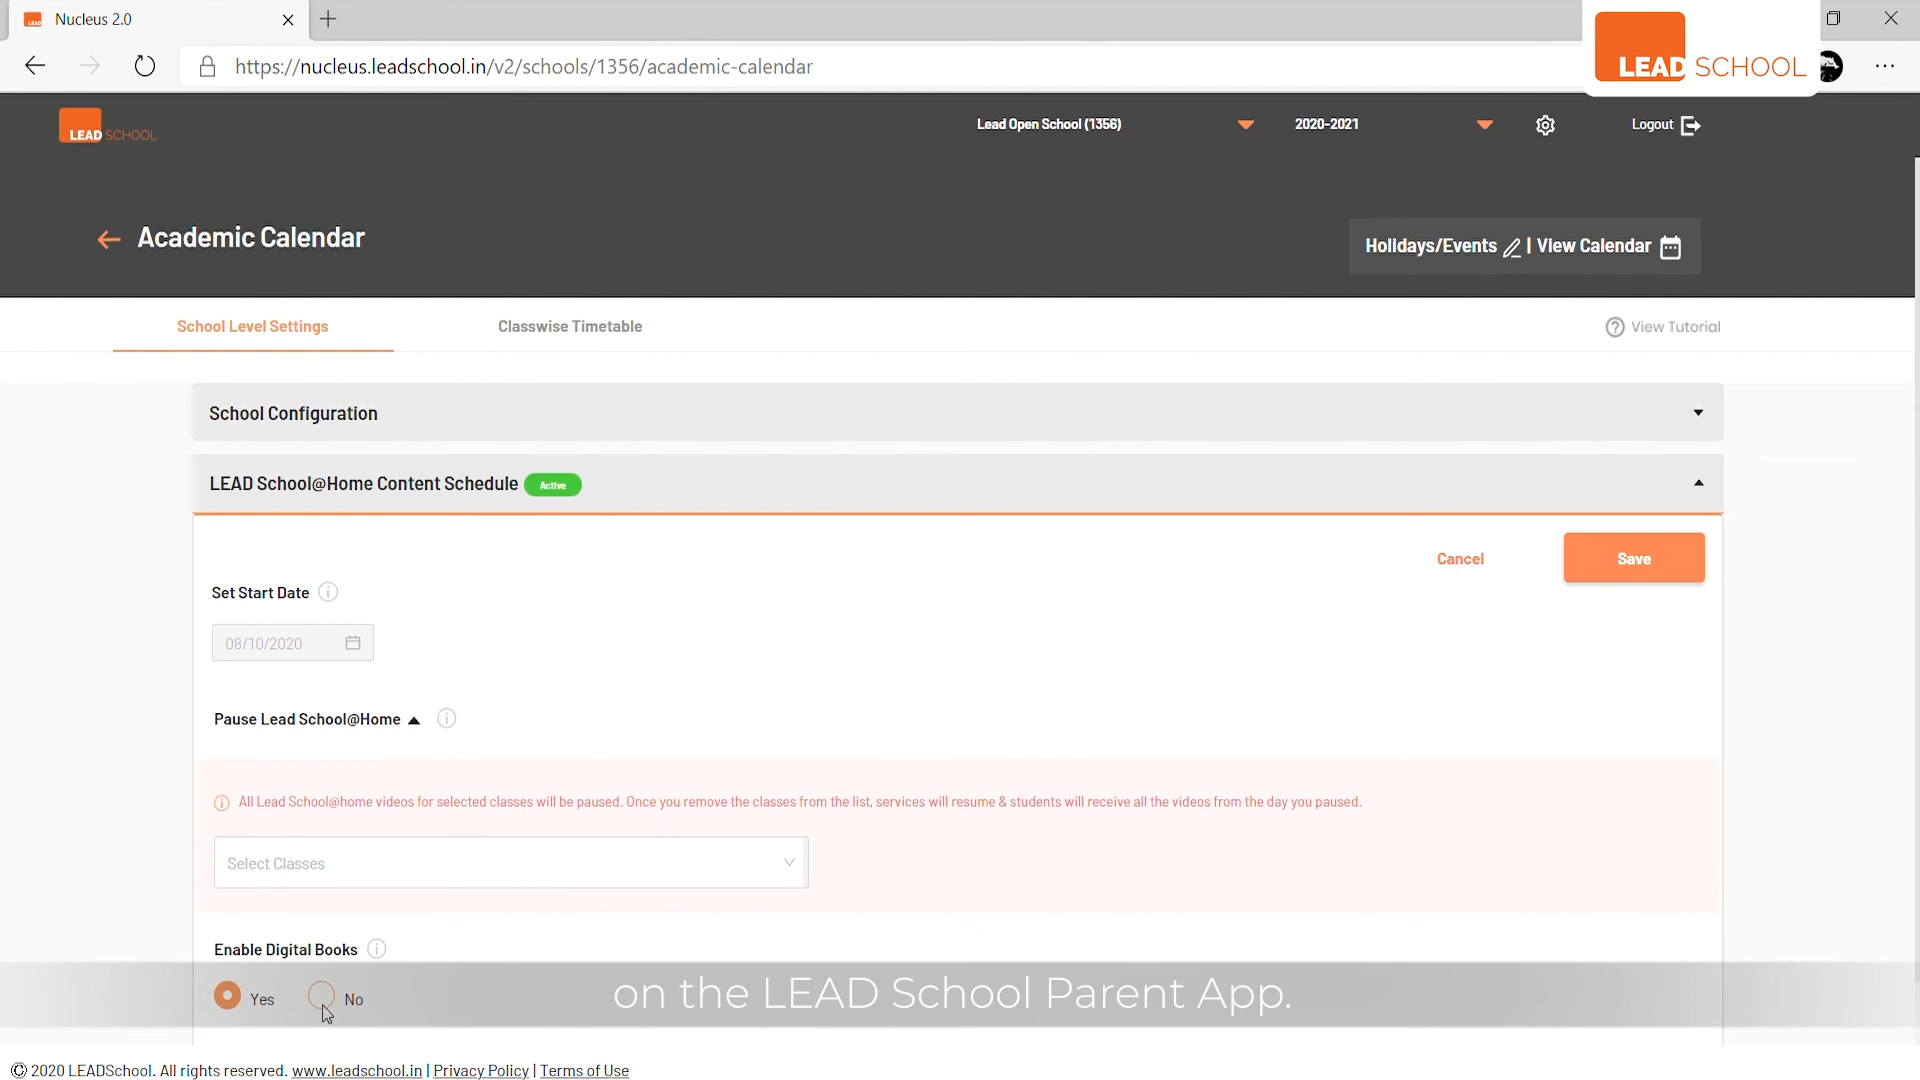 Nucleus 2.0
https://nucleus.leadschool.in/v2/schools/1356/academic-calendar
LEAD SCHOOL
LEAD SCHOOL
Lead Open School (1356)
2020-2021
Logout
Academic Calendar
Holidays/Events | View Calendar
School Level Settings
Classwise Timetable
View Tutorial
School Configuration
LEAD School@Home Content Schedule Active
Cancel
Save
Set Start Date
08/10/2020
Pause Lead School@Home
All Lead School@home videos for selected classes will be paused. Once you remove the classes from the list, services will resume & students will receive all the videos from the day you paused.
Select Classes
Enable Digital Books
Yes
No
on the LEAD School Parent App.
© 2020 LEADSchool. All rights reserved. www.leadschool.in | Privacy Policy | Terms of Use